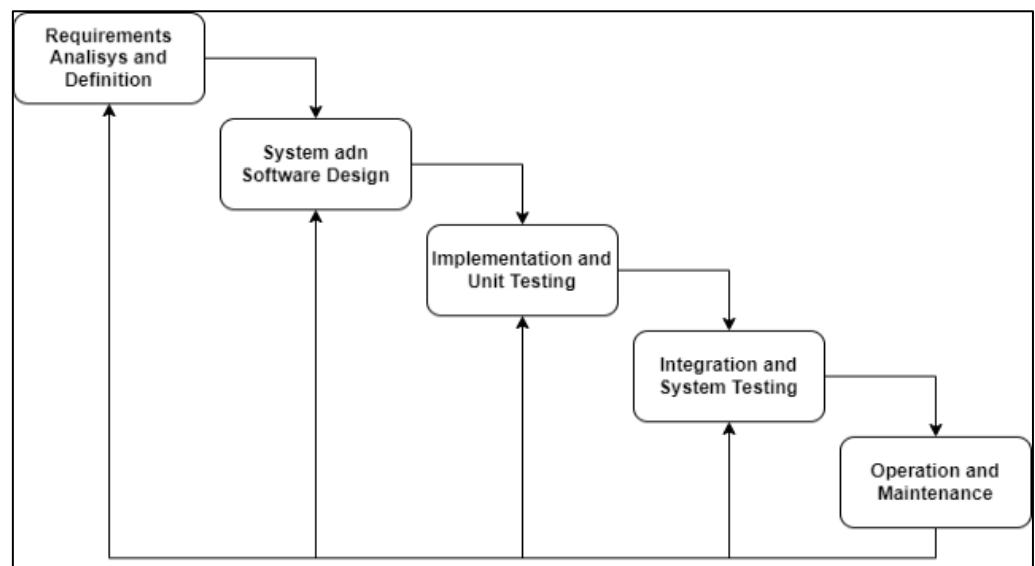 Requirements
Analisys and
Definition
System adn
Software Design
Implementation and
Unit Testing
Integration and
System Testing
Operation and
Maintenance